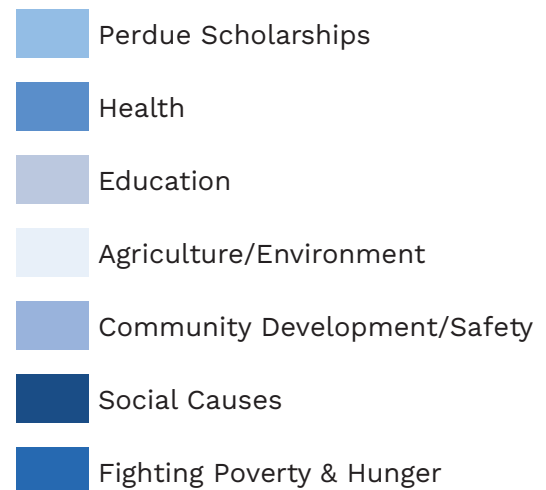 Perdue Scholarships
Health
Education
Agriculture/Environment
Community Development/Safety
Social Causes
Fighting Poverty & Hunger